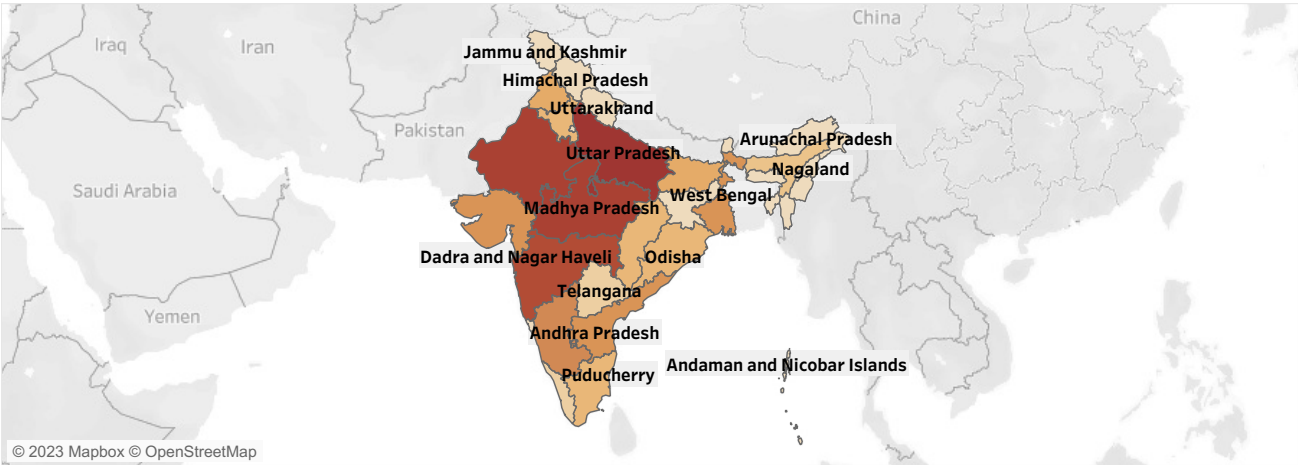 China
Iraq
Iran
Jammu and Kashmir
Himachal Pradesh
Uttarakhand
Pakistan
Arunachal Pradesh
Uttar Pradesh
Nagaland
Saudi Arabia
West Bengal
Madhya Pradesh
Dadra and Nagar Haveli
Odisha
Telangana
Yemen
Andhra Pradesh
Andaman and Nicobar Islands
Puducherry
© 2023 Mapbox © OpenStreetMap